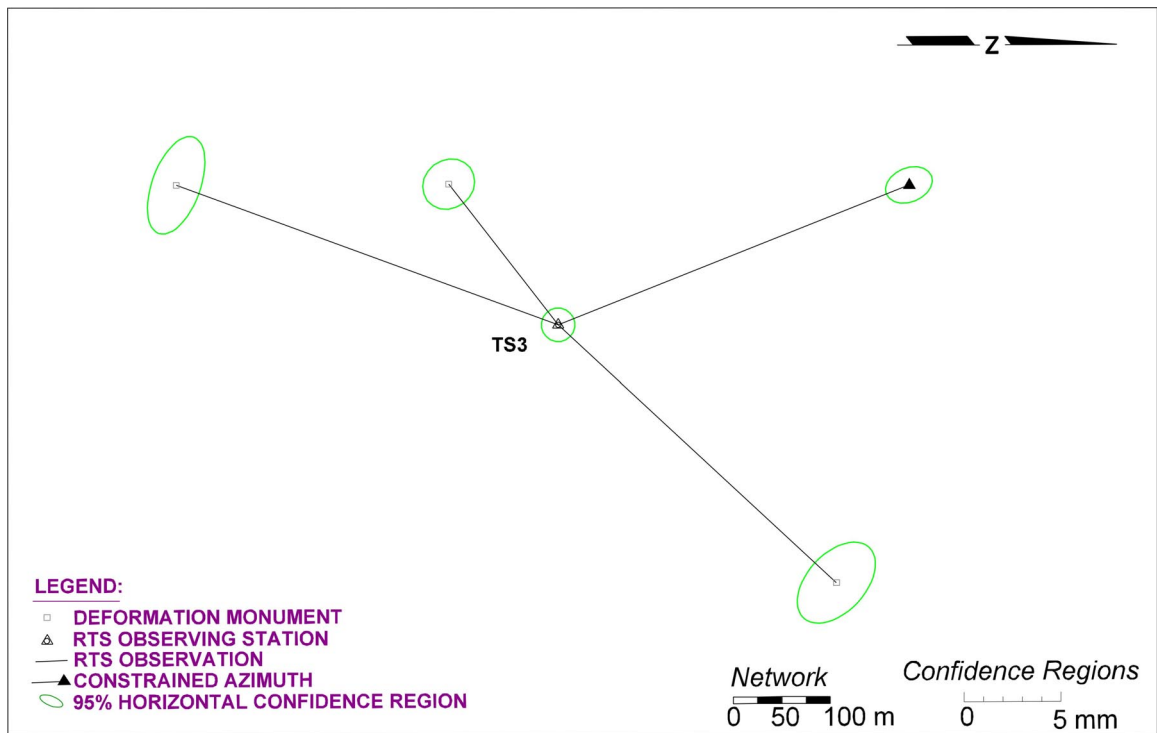 Z
TS3
LEGEND:
DEFORMATION MONUMENT
RTS OBSERVING STATION
RTS OBSERVATION
CONSTRAINED AZIMUTH
95% HORIZONTAL CONFIDENCE REGION
Network
0 50 100 m
Confidence Regions
0 5 mm